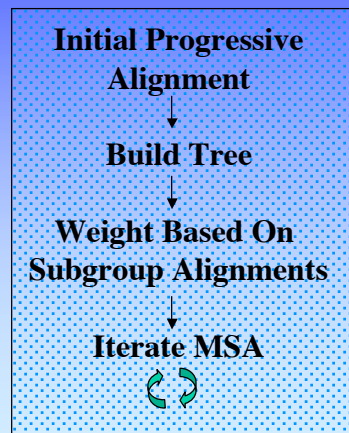 Initial Progressive
Alignment
Build Tree
Weight Based On
Subgroup Alignments
Iterate MSA